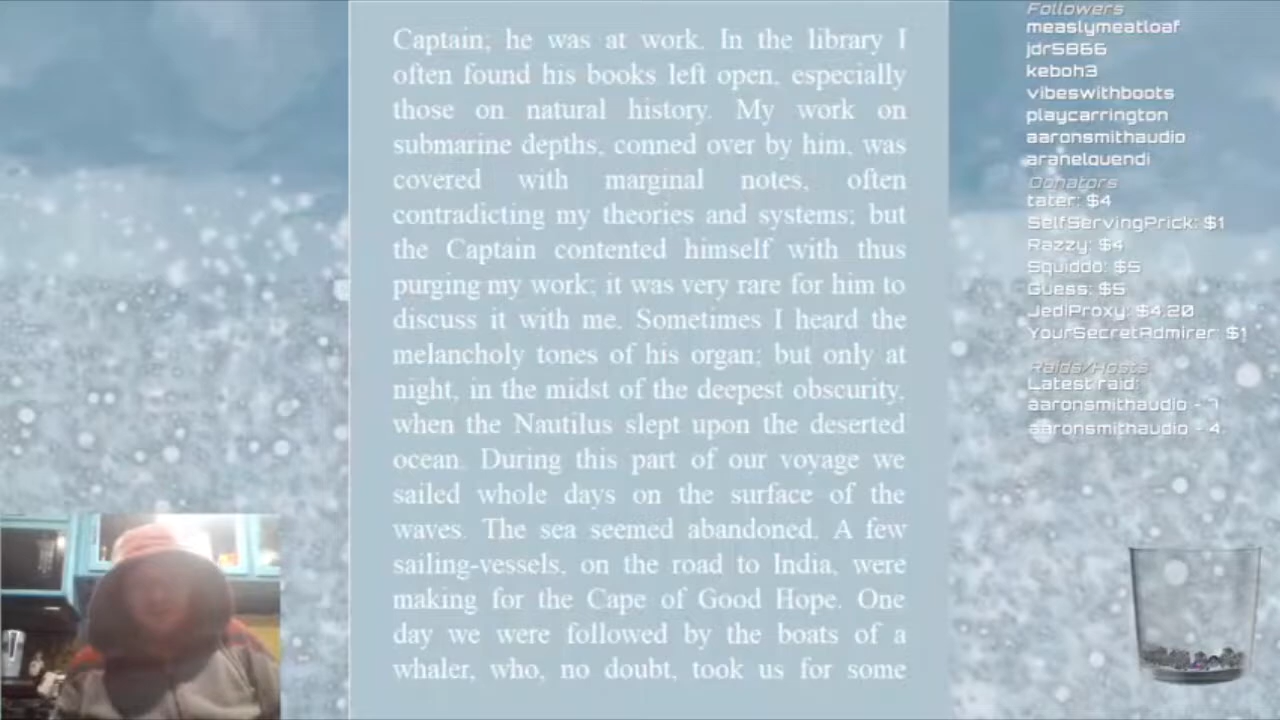 Captain; he was at work. In the library I
often found his books left open, especially
those on natural history. My work on
submarine depths, conned over by him, was
covered with marginal notes, often
contradicting my theories and systems; but
the Captain contented himself with thus
purging my work; it was very rare for him to
discuss it with me. Sometimes I heard the
melancholy tones of his organ; but only at
night, in the midst of the deepest obscurity,
when the Nautilus slept upon the deserted
ocean. During this part of our voyage we
sailed whole days on the surface of the
waves. The sea seemed abandoned. A few
sailing-vessels, on the road to India, were
making for the Cape of Good Hope. One
day we were followed by the boats of a
whaler, who, no doubt, took us for some
Followers
measlymeatloaf
jdr5866
keboh3
vibeswithboots
playcarrington
aaronsmithaudio
aranelquendi
Donators
tater: $4
SelfServingPrick: $1
Razzy: $4
Squiddo: $5
Guess: $5
JediProxy: $4.20
YourSecretAdmirer: $1
Raids/Hosts
Latest raid:
aaronsmithaudio - 7
aaronsmithaudio - 4